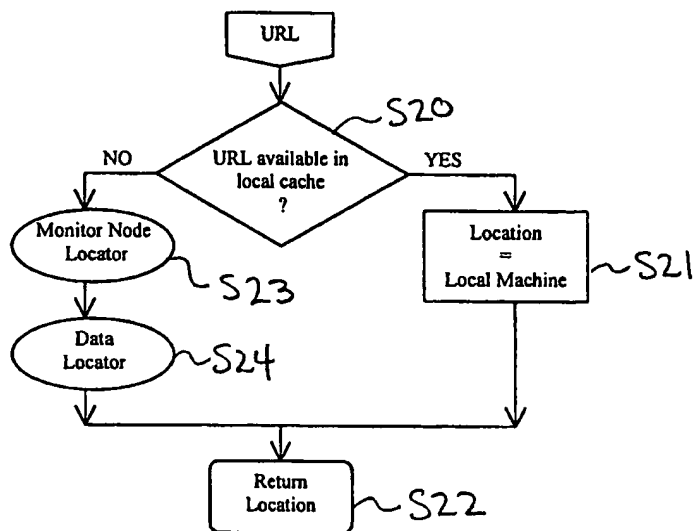 URL
S20
NO
URL available in
local cache
?
YES
Monitor Node
Locator
S23
Location
=
Local Machine
S21
Data
Locator
S24
Return
Location
S22